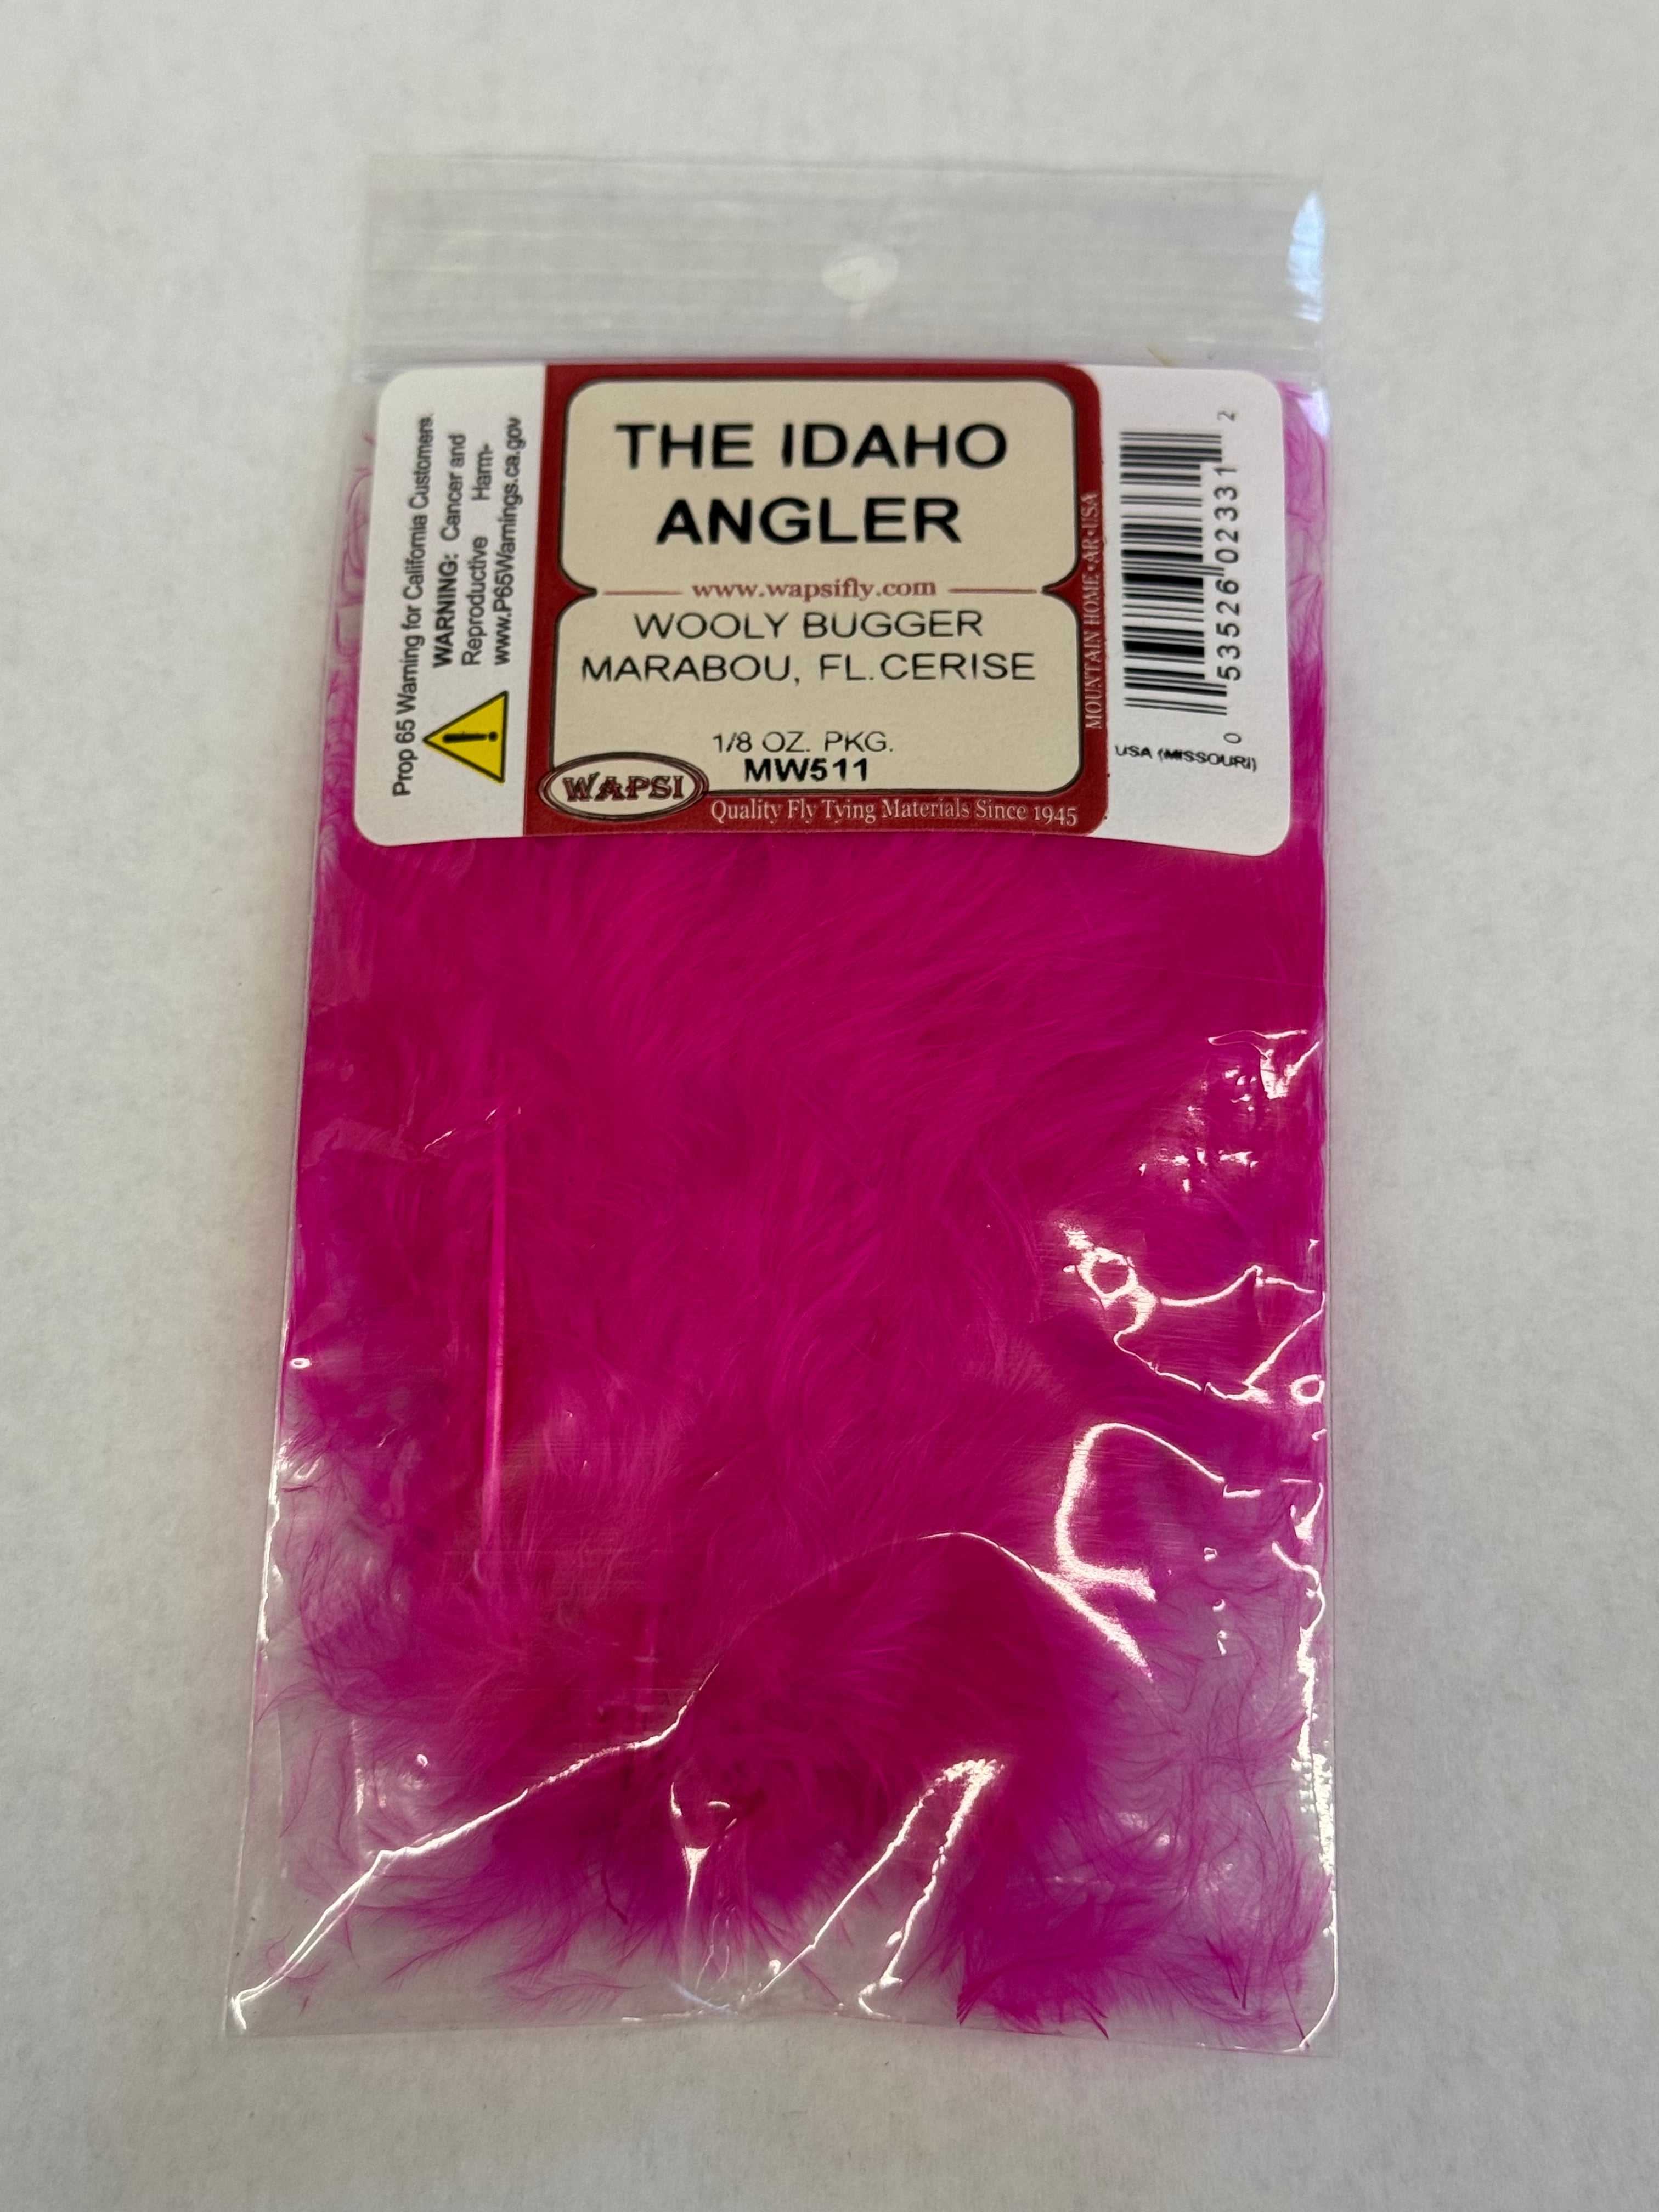 THE IDAHO
ANGLER
www.wapsifly.com
WOOLY BUGGER
MARABOU, FL.CERISE
1/8 OZ. PKG.
MW511
WAPSI
Quality Fly Tying Materials Since 1945
MOUNTAIN HOME•AR•USA
Prop 65 Warning for California Customers.
WARNING: Cancer and
Reproductive Harm-
www.P65Warnings.ca.gov
0 53526 02331 2
USA (MISSOURI)